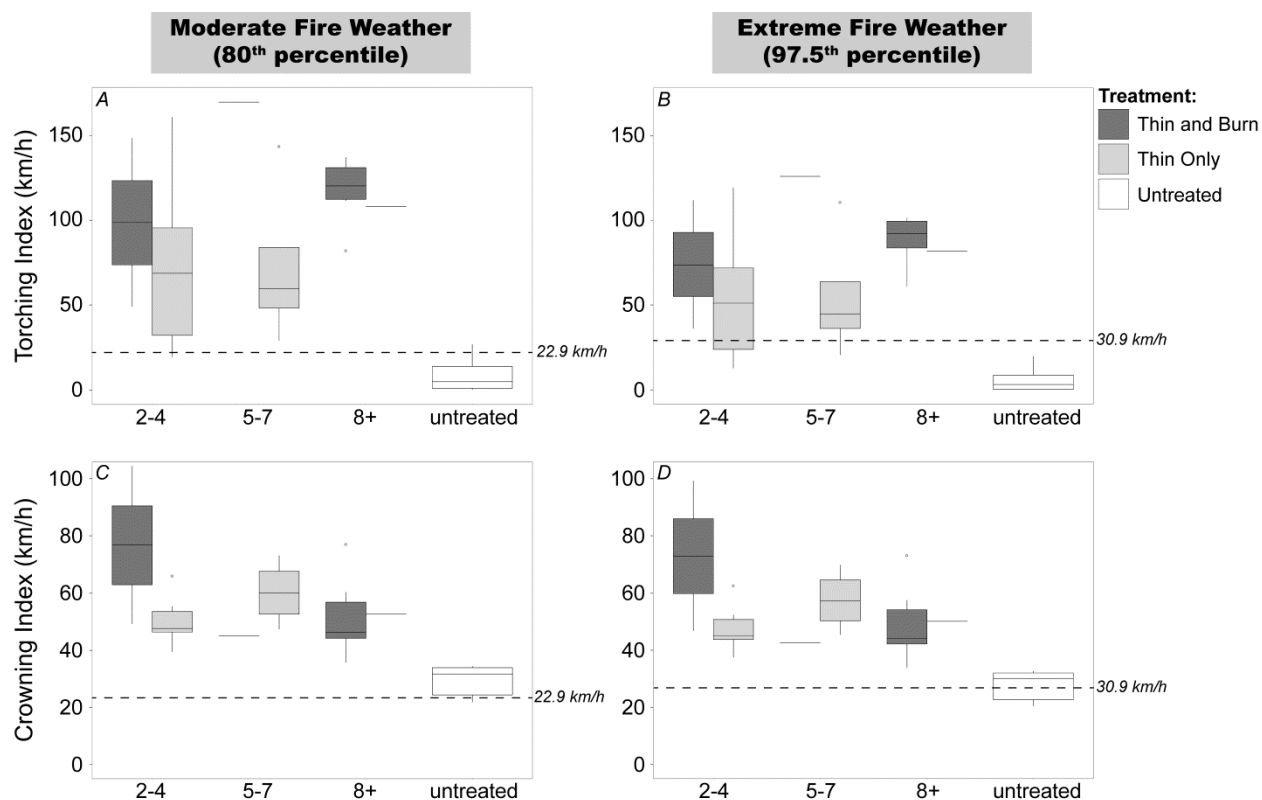 Moderate Fire Weather
(80th percentile)
Extreme Fire Weather
(97.5th percentile)
Treatment:
Thin and Burn
Thin Only
Untreated
A
Torching Index (km/h)
150
100
50
0
22.9 km/h
2-4 5-7 8+ untreated
B
150
100
50
0
30.9 km/h
2-4 5-7 8+ untreated
C
Crowning Index (km/h)
100
80
60
40
20
0
22.9 km/h
2-4 5-7 8+ untreated
D
100
80
60
40
20
0
30.9 km/h
2-4 5-7 8+ untreated